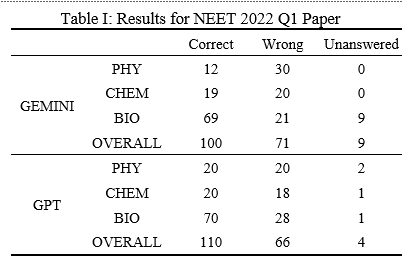 Table I: Results for NEET 2022 Q1 Paper
Correct Wrong Unanswered
GEMINI
PHY 12 30 0
CHEM 19 20 0
BIO 69 21 9
OVERALL 100 71 9
GPT
PHY 20 20 2
CHEM 20 18 1
BIO 70 28 1
OVERALL 110 66 4